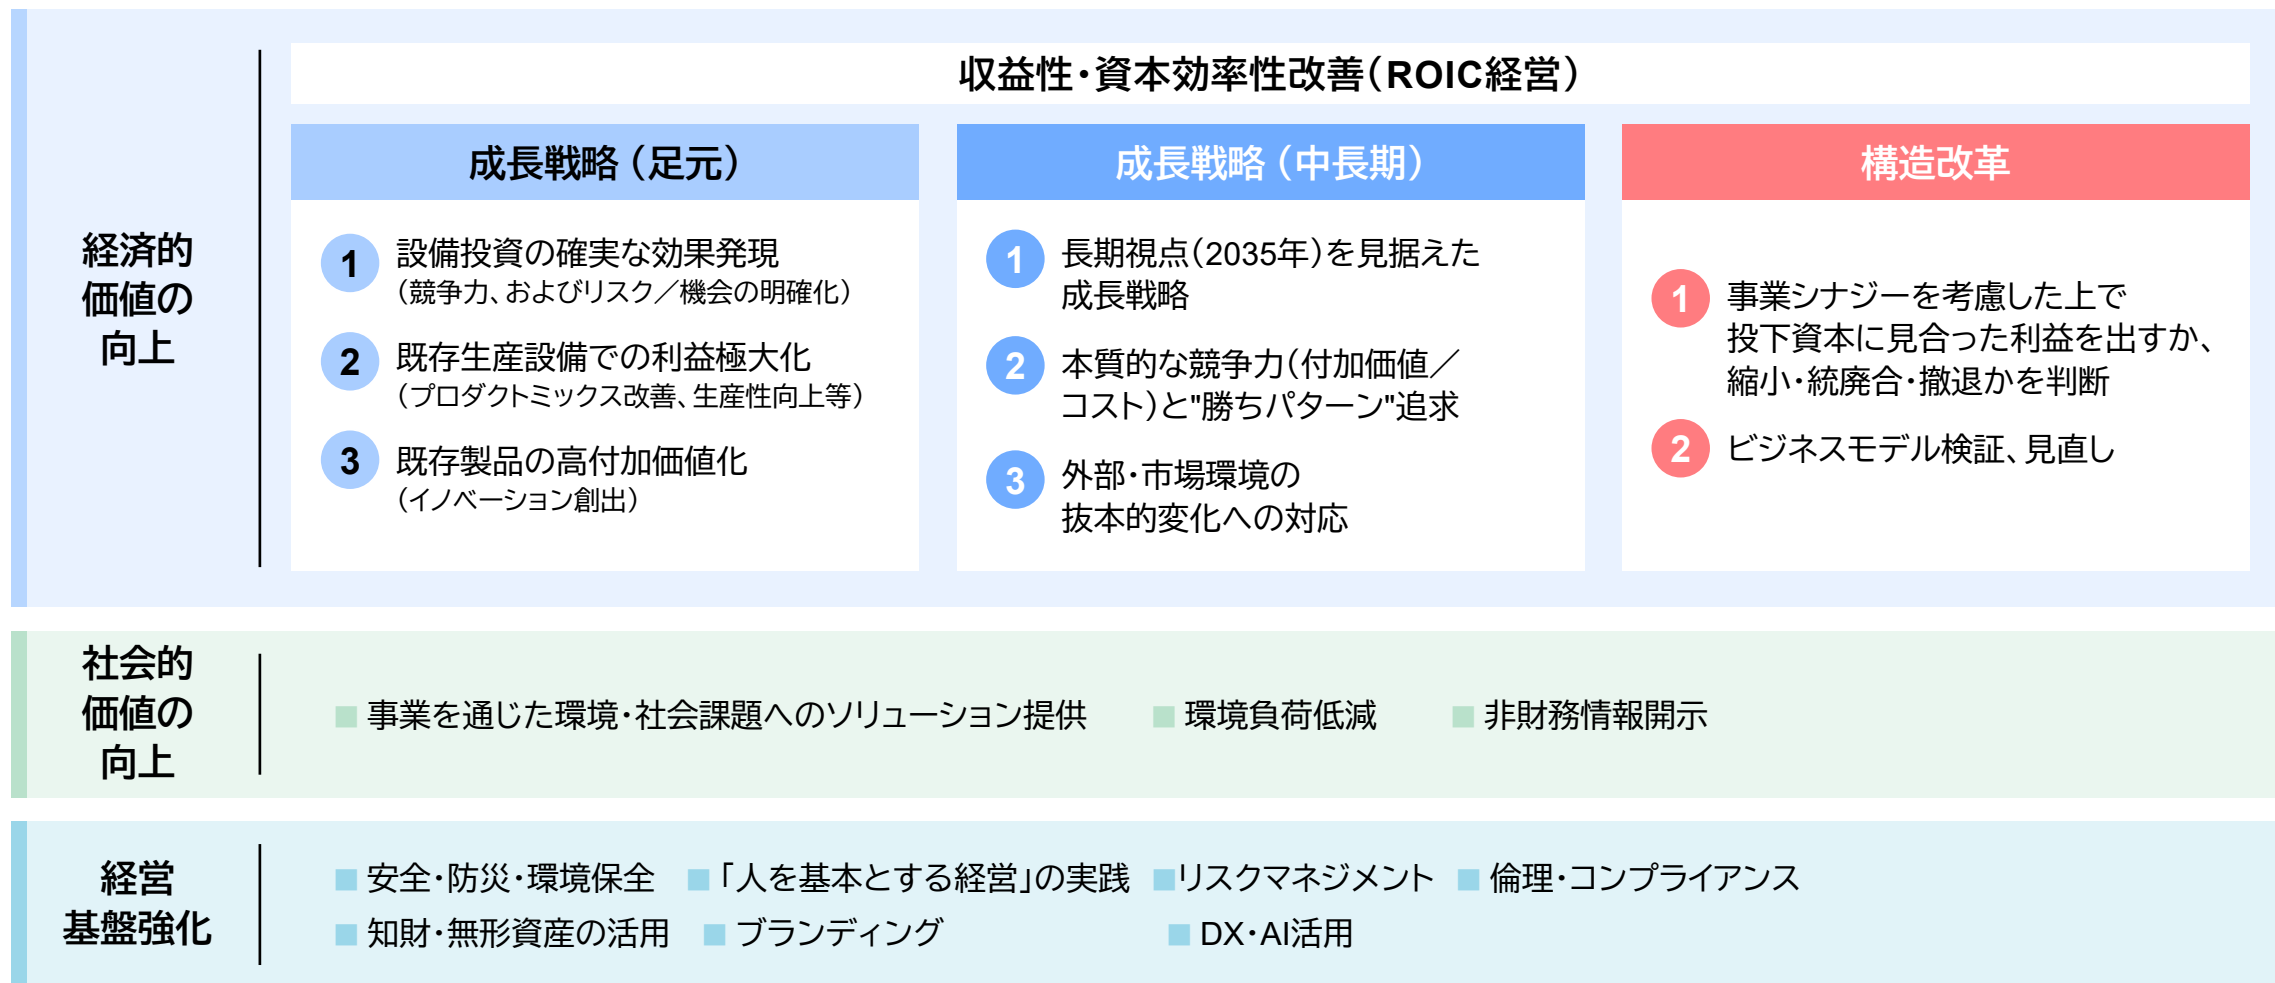 経済的
価値の
向上
収益性・資本効率性改善（ROIC経営）
成長戦略（足元）
1 設備投資の確実な効果発現
（競争力、およびリスク／機会の明確化）
2 既存生産設備での利益極大化
（プロダクトミックス改善、生産性向上等）
3 既存製品の高付加価値化
（イノベーション創出）
成長戦略（中長期）
1 長期視点（2035年）を見据えた
成長戦略
2 本質的な競争力（付加価値／
コスト）と"勝ちパターン"追求
3 外部・市場環境の
抜本的変化への対応
構造改革
1 事業シナジーを考慮した上で
投下資本に見合った利益を出すか、
縮小・統廃合・撤退かを判断
2 ビジネスモデル検証、見直し
社会的
価値の
向上
■ 事業を通じた環境・社会課題へのソリューション提供 ■ 環境負荷低減 ■ 非財務情報開示
経営
基盤強化
■ 安全・防災・環境保全 ■ 「人を基本とする経営」の実践 ■ リスクマネジメント ■ 倫理・コンプライアンス
■ 知財・無形資産の活用 ■ ブランディング ■ DX・AI活用